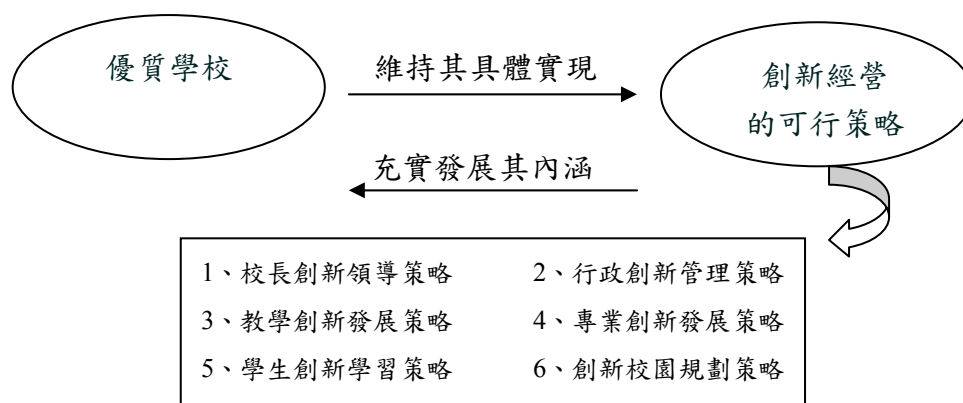 優質學校
維持其具體實現
創新經營
的可行策略
充實發展其內涵
1、校長創新領導策略 2、行政創新管理策略
3、教學創新發展策略 4、專業創新發展策略
5、學生創新學習策略 6、創新校園規劃策略